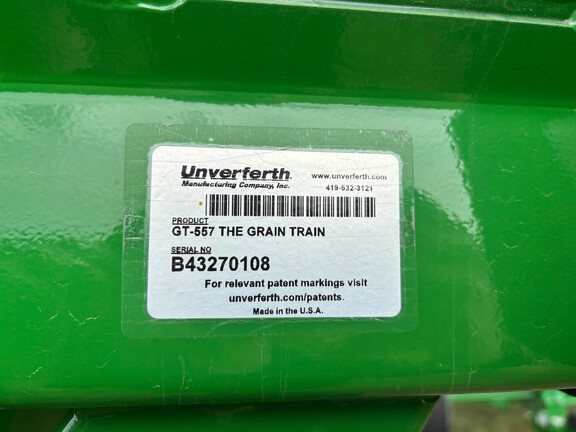 Unverferth
Manufacturing Company, Inc.
www.unverferth.com
419-532-3121
PRODUCT
GT-557 THE GRAIN TRAIN
SERIAL NO
B43270108
For relevant patent markings visit
unverferth.com/patents.
Made in the U.S.A.